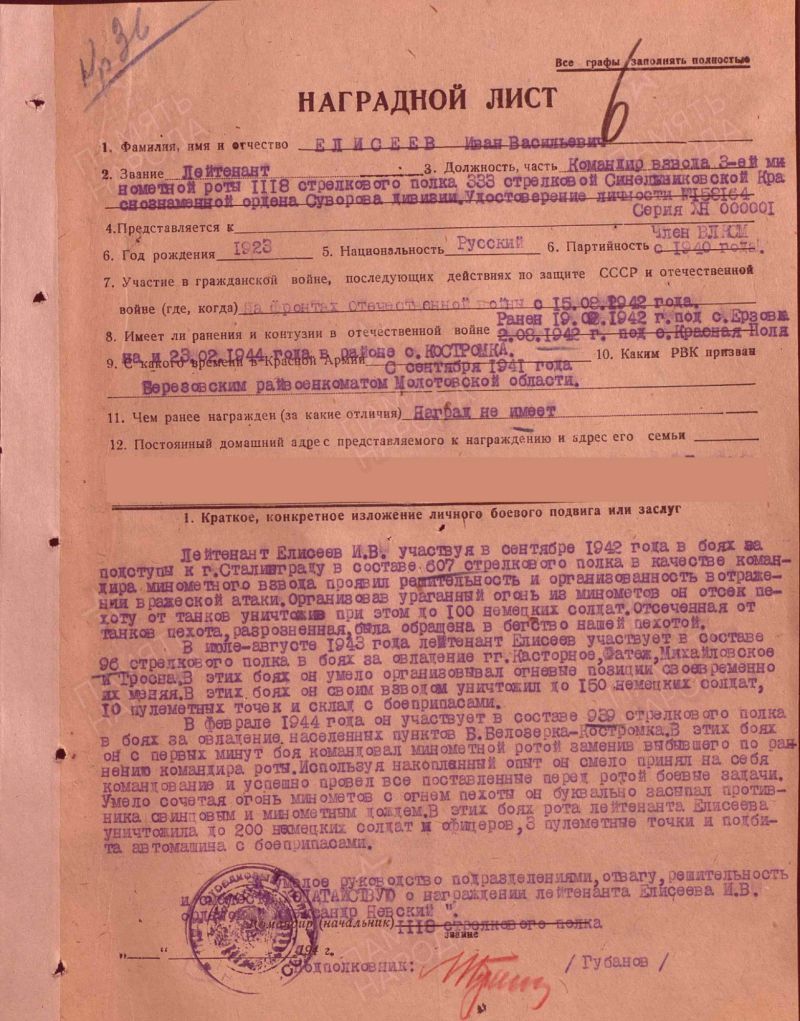 № 36
6
Все графы заполнять полностью
НАГРАДНОЙ ЛИСТ
1. Фамилия, имя и отчество ЕЛИСЕЕВ Иван Васильевич
2. Звание Лейтенант 3. Должность, часть Командир взвода 3-ей ми
нометной роты 1118 стрелкового полка 333 стрелковой Синельниковской Кра
снознаменной ордена Суворова дивизии. Удостоверение личности №159164
Серия ХН 000001
4.Представляется к
Член ВЛКСМ
6. Год рождения 1923 5. Национальность Русский 6. Партийность с 1940 года.
7. Участие в гражданской войне, последующих действиях по защите СССР и отечественной
войне (где, когда) На фронтах Отечественной войны с 15.08.1942 года.
Ранен 19.02.1942 г. под с.Ерзовка
8. Имеет ли ранения и контузии в отечественной войне 2.08.1942 г. под с.Красная Поля
на и 23.02.1944 года в районе с.КОСТРОМКА.
9. С какого времени в Красной Армии С сентября 1941 года 10. Каким РВК призван
Березовским райвоенкоматом Молотовской области.
11. Чем ранее награжден (за какие отличия) Наград не имеет
12. Постоянный домашний адрес представляемого к награждению и адрес его семьи
1. Краткое, конкретное изложение личного боевого подвига или заслуг
Лейтенант Елисеев И.В. участвуя в сентябре 1942 года в боях за
подступы к г.Сталинграду в составе 607 стрелкового полка в качестве коман-
дира минометного взвода проявил решительность и организованность в отраже-
нии вражеской атаки.Организовав ураганный огонь из минометов он отсек пе-
хоту от танков уничтожив при этом до 100 немецких солдат.Отсеченная от
танков пехота,разрозненная,была обращена в бегство нашей пехотой.
В июле-августе 1943 года лейтенант Елисеев участвует в составе
96 стрелкового полка в боях за овладение гг.Касторное,Фатеж,Михайловское
и Тросна.В этих боях он умело организовывал огневые позиции своевременно
их меняя.В этих боях он своим взводом уничтожил до 150 немецких солдат,
10 пулеметных точек и склад с боеприпасами.
В феврале 1944 года он участвует в составе 939 стрелкового полка
в боях за овладение населенных пунктов В.Белозерка-Костромка.В этих боях
он с первых минут боя командовал минометной ротой заменив выбывшего по ра-
нению командира роты.Используя накопленный опыт он смело принял на себя
командование и успешно провел все поставленные перед ротой боевые задачи.
Умело сочетая огонь минометов с огнем пехоты он буквально засыпал против-
ника свинцовым и минометным дождем.В этих боях рота лейтенанта Елисеева
уничтожила до 200 немецких солдат и офицеров,3 пулеметные точки и подби-
та автомашина с боеприпасами.
умелое руководство подразделениями,отвагу,решительность
и ХОДАТАЙСТВУЮ о награждении лейтенанта Елисеева И.В.
Александр Невский ".
Командир (начальник) 1118 стрелкового полка
звание
„ “ 194 г.
Подполковник: / Губанов /